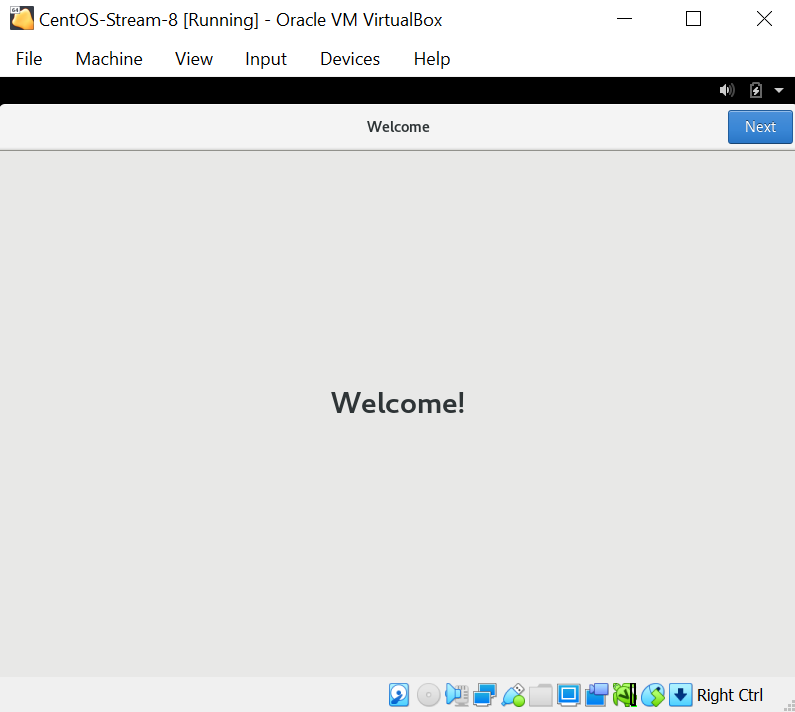 CentOS-Stream-8 [Running] - Oracle VM VirtualBox
File Machine View Input Devices Help
Welcome Next
Welcome!
Right Ctrl